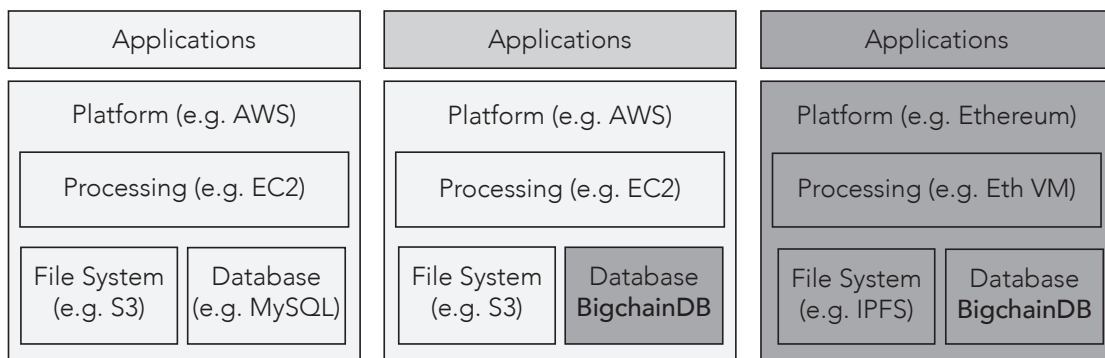 Applications
Platform (e.g. AWS)
Processing (e.g. EC2)
File System
(e.g. S3)
Database
(e.g. MySQL)
Applications
Platform (e.g. AWS)
Processing (e.g. EC2)
File System
(e.g. S3)
Database
BigchainDB
Applications
Platform (e.g. Ethereum)
Processing (e.g. Eth VM)
File System
(e.g. IPFS)
Database
BigchainDB